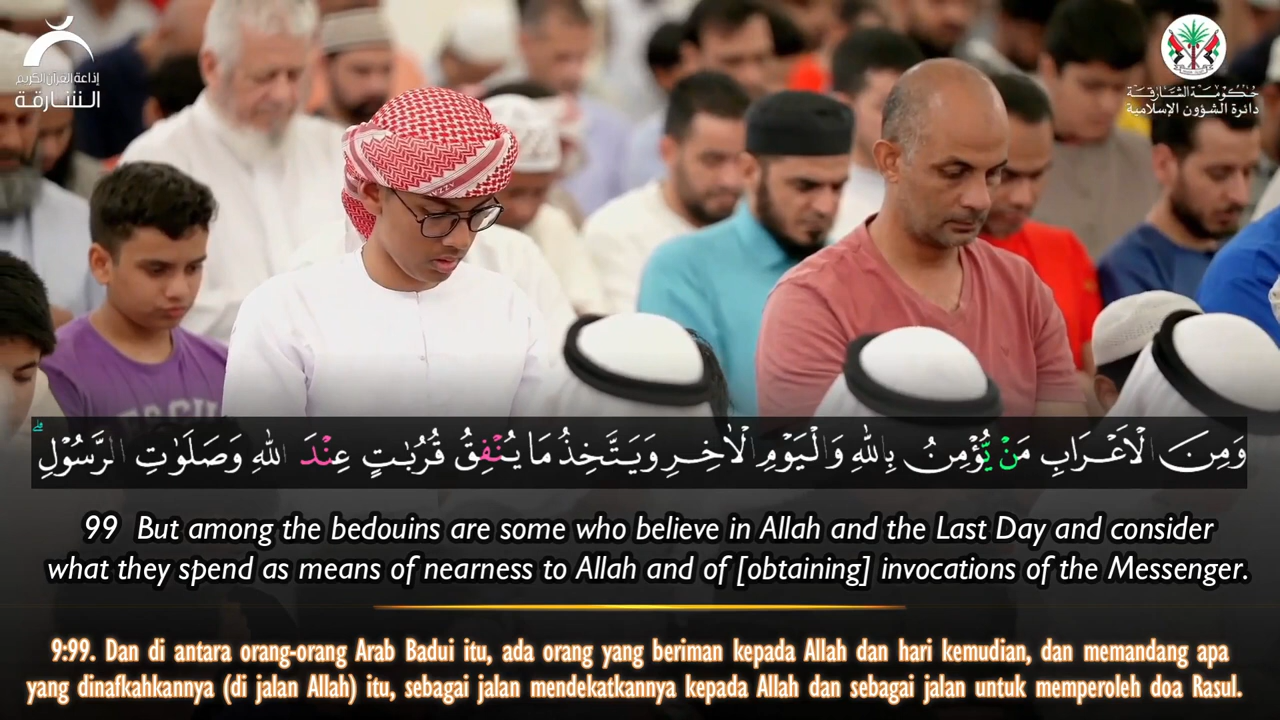 إذاعة القرآن الكريم
الشارقة
حكومة الشارقة
دائرة الشؤون الإسلامية
وَمِنَ الْاَعْرَابِ مَنْ يُّؤْمِنُ بِاللّٰهِ وَالْيَوْمِ الْاٰخِرِ وَيَتَّخِذُ مَا يُنْفِقُ قُرُبٰتٍ عِنْدَ اللّٰهِ وَصَلَوٰتِ الرَّسُوْلِ ؕ
99 But among the bedouins are some who believe in Allah and the Last Day and consider
what they spend as means of nearness to Allah and of [obtaining] invocations of the Messenger.
9:99. Dan di antara orang-orang Arab Badui itu, ada orang yang beriman kepada Allah dan hari kemudian, dan memandang apa
yang dinafkahkannya (di jalan Allah) itu, sebagai jalan mendekatkannya kepada Allah dan sebagai jalan untuk memperoleh doa Rasul.